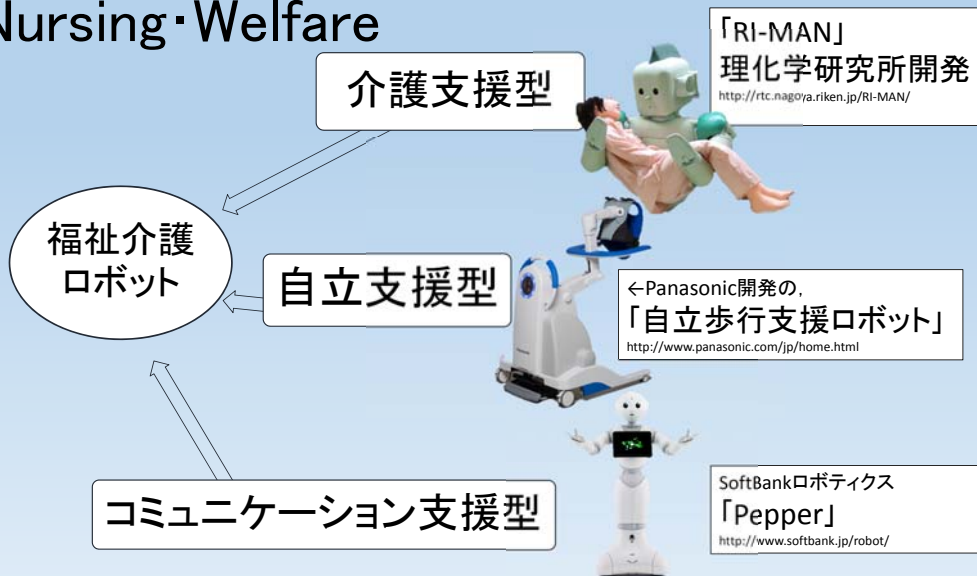 Nursing・Welfare
「RI-MAN」
理化学研究所開発
http://rtc.nagoya.riken.jp/RI-MAN/
介護支援型
福祉介護
ロボット
自立支援型
←Panasonic開発の,
「自立歩行支援ロボット」
http://www.panasonic.com/jp/home.html
コミュニケーション支援型
SoftBankロボティクス
「Pepper」
http://www.softbank.jp/robot/